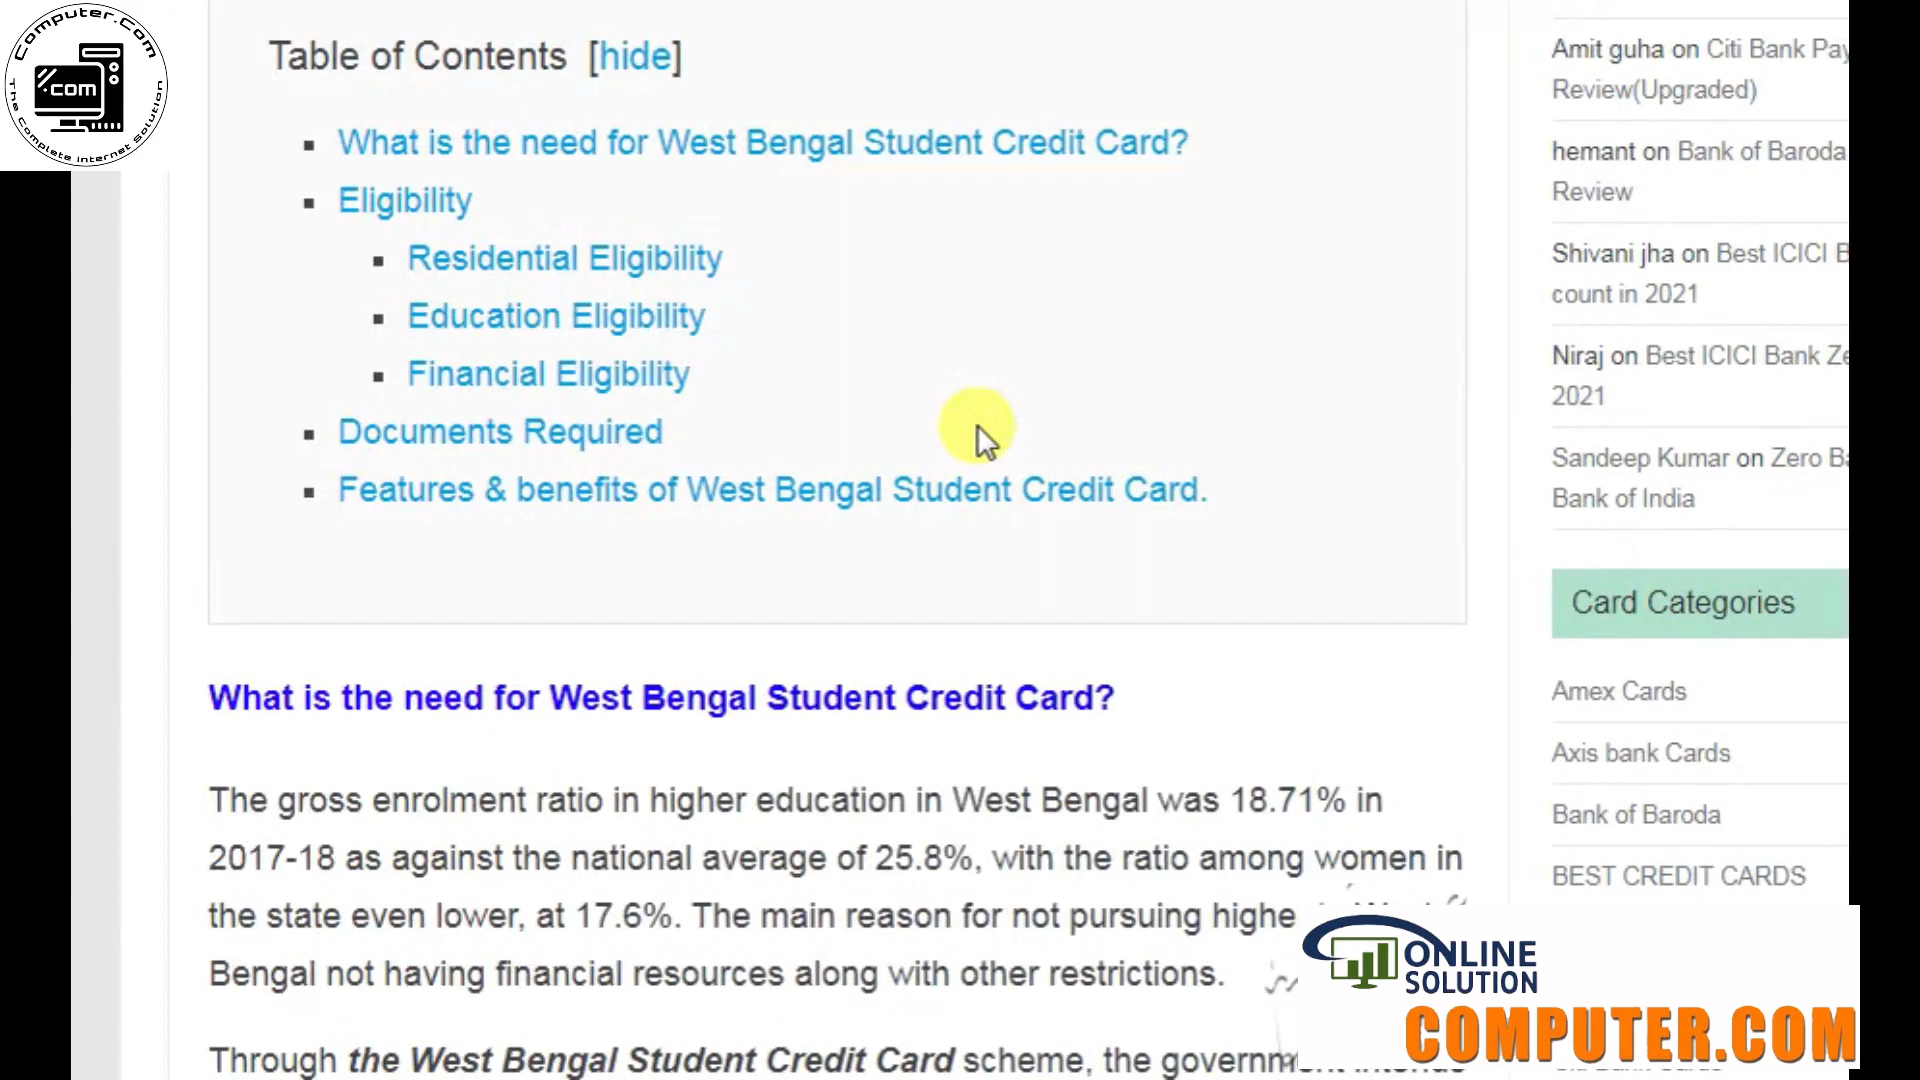 Computer.Com
.com
The Complete Internet Solution
Table of Contents [hide]
What is the need for West Bengal Student Credit Card?
Eligibility
Residential Eligibility
Education Eligibility
Financial Eligibility
Documents Required
Features & benefits of West Bengal Student Credit Card.
What is the need for West Bengal Student Credit Card?
The gross enrolment ratio in higher education in West Bengal was 18.71% in
2017-18 as against the national average of 25.8%, with the ratio among women in
the state even lower, at 17.6%. The main reason for not pursuing
Bengal not having financial resources along with other restrictions.
Through the West Bengal Student Credit Card scheme, the
Amit guha on Citi Bank
Review(Upgraded)
hemant on Bank of Baroda
Review
Shivani jha on Best ICICI
count in 2021
Niraj on Best ICICI Bank
2021
Sandeep Kumar on Zero
Bank of India
Card Categories
Amex Cards
Axis bank Cards
Bank of Baroda
BEST CREDIT CARDS
ONLINE
SOLUTION
COMPUTER.COM